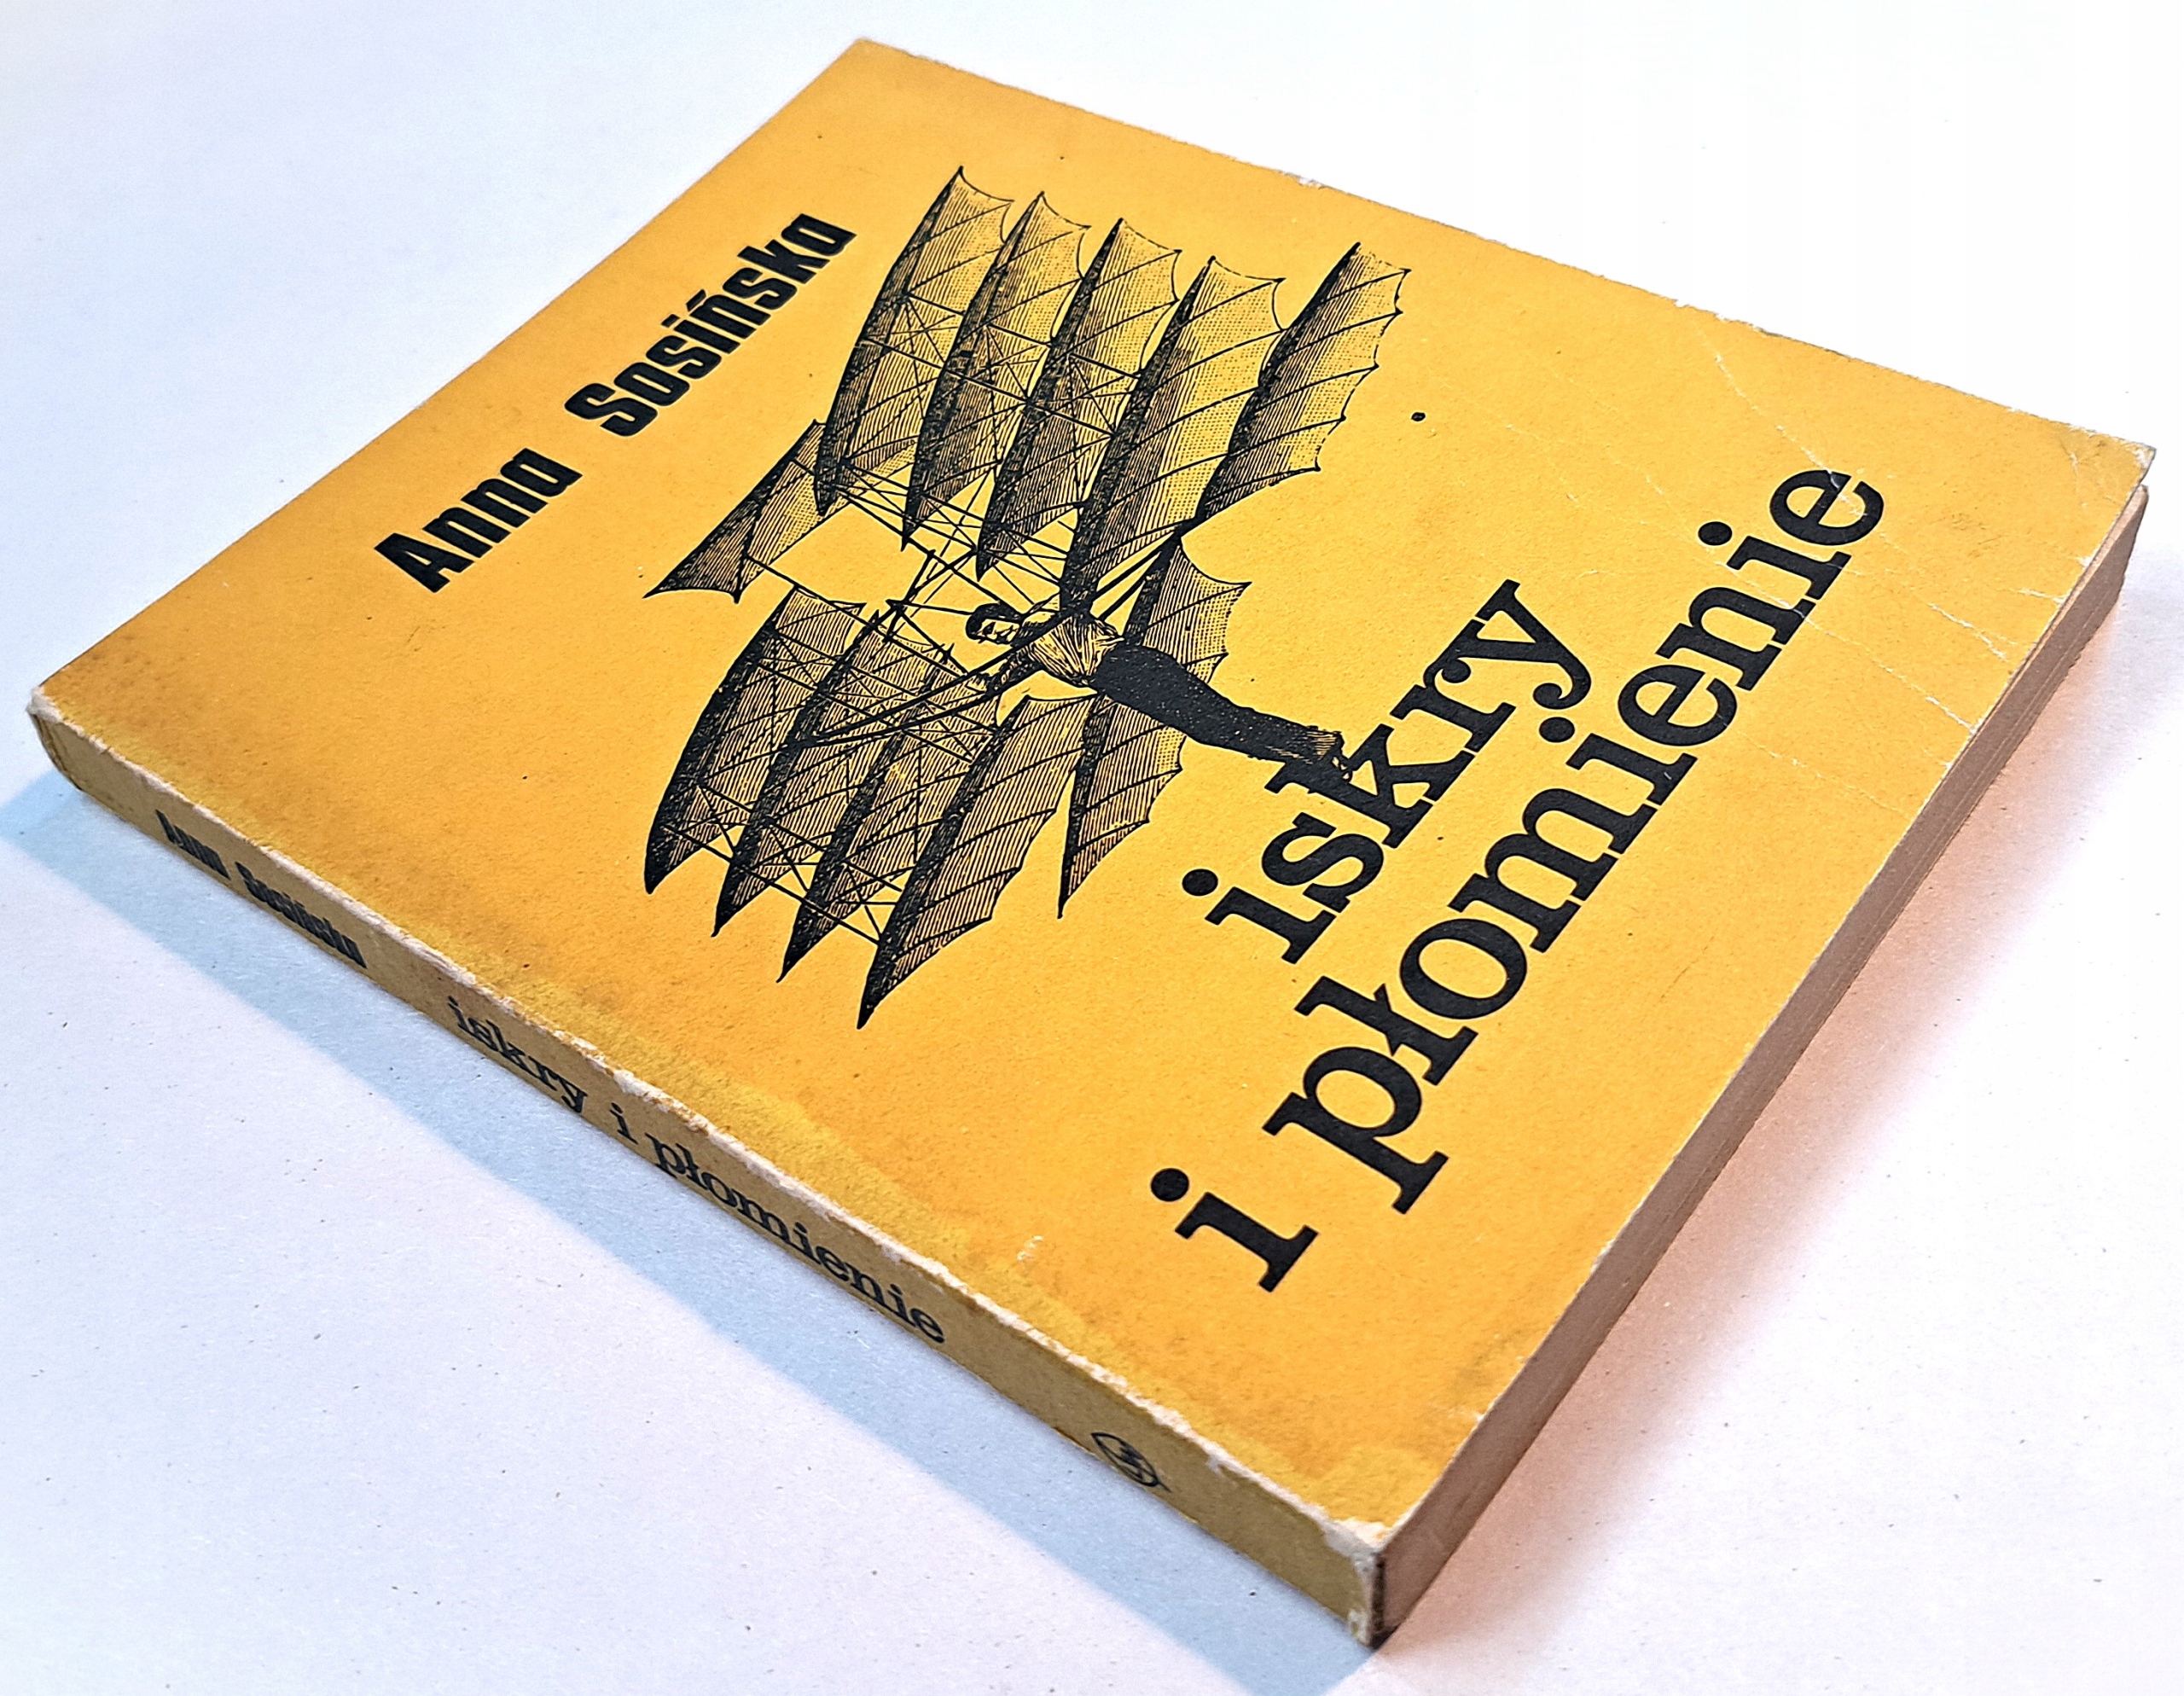 Anna Sosińska
iskry
i płomienie
Anna Sosińska iskry i płomienie